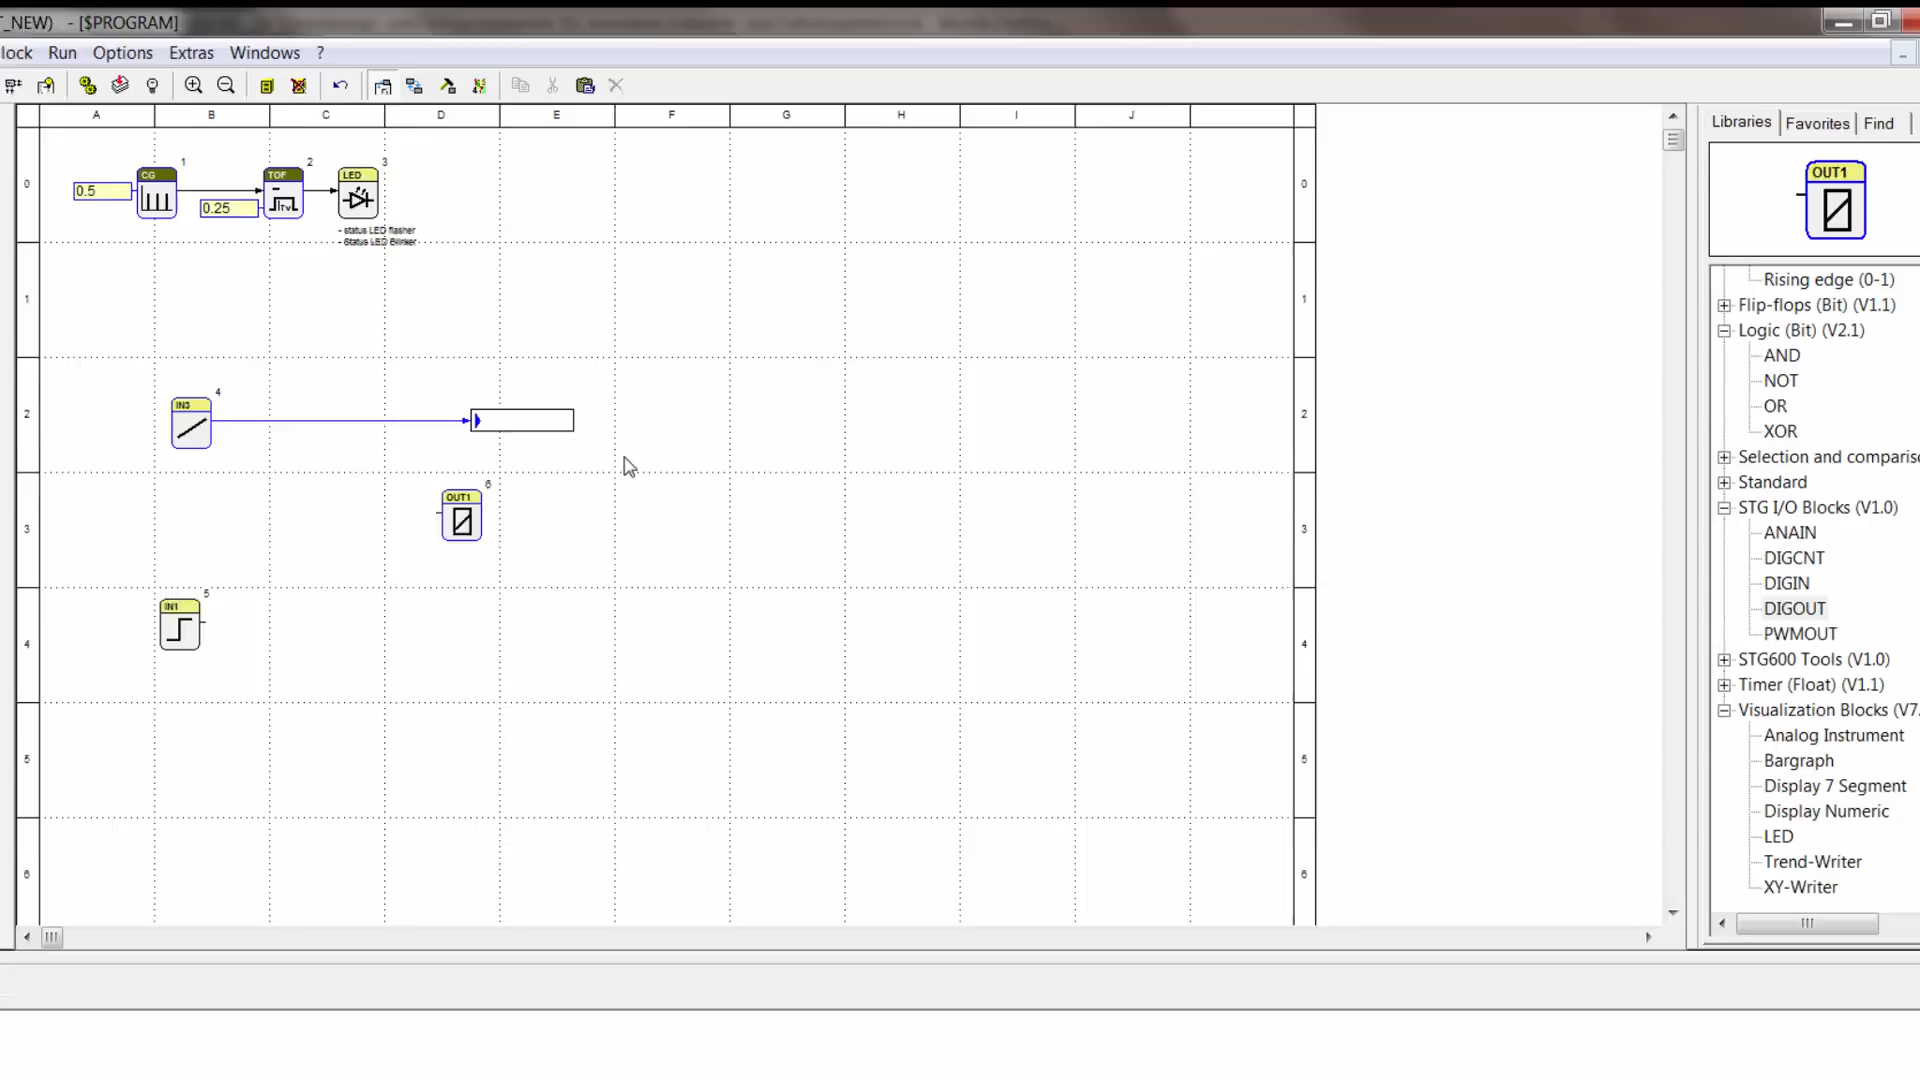 T_NEW) - [$PROGRAM]
lock Run Options Extras Windows ?
A B C D E F G H I J
0 0
1 1
2 2
3 3
4 4
5 5
6 6
1
CG
0.5
2
TOF
0.25
3
LED
- status LED flasher
- Status LED Blinker
4
IN3
6
OUT1
5
IN1
Libraries Favorites Find
OUT1
Rising edge (0-1)
Flip-flops (Bit) (V1.1)
Logic (Bit) (V2.1)
AND
NOT
OR
XOR
Selection and compariso
Standard
STG I/O Blocks (V1.0)
ANAIN
DIGCNT
DIGIN
DIGOUT
PWMOUT
STG600 Tools (V1.0)
Timer (Float) (V1.1)
Visualization Blocks (V7.
Analog Instrument
Bargraph
Display 7 Segment
Display Numeric
LED
Trend-Writer
XY-Writer